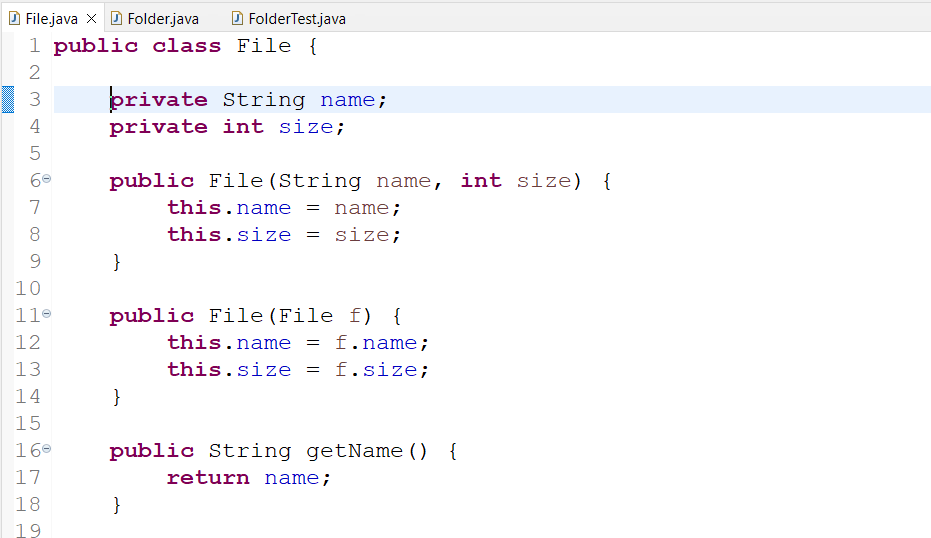 File.java Folder.java FolderTest.java
1 public class File {
2
3 private String name;
4 private int size;
5
6 public File(String name, int size) {
7 this.name = name;
8 this.size = size;
9 }
10
11 public File(File f) {
12 this.name = f.name;
13 this.size = f.size;
14 }
15
16 public String getName() {
17 return name;
18 }
19